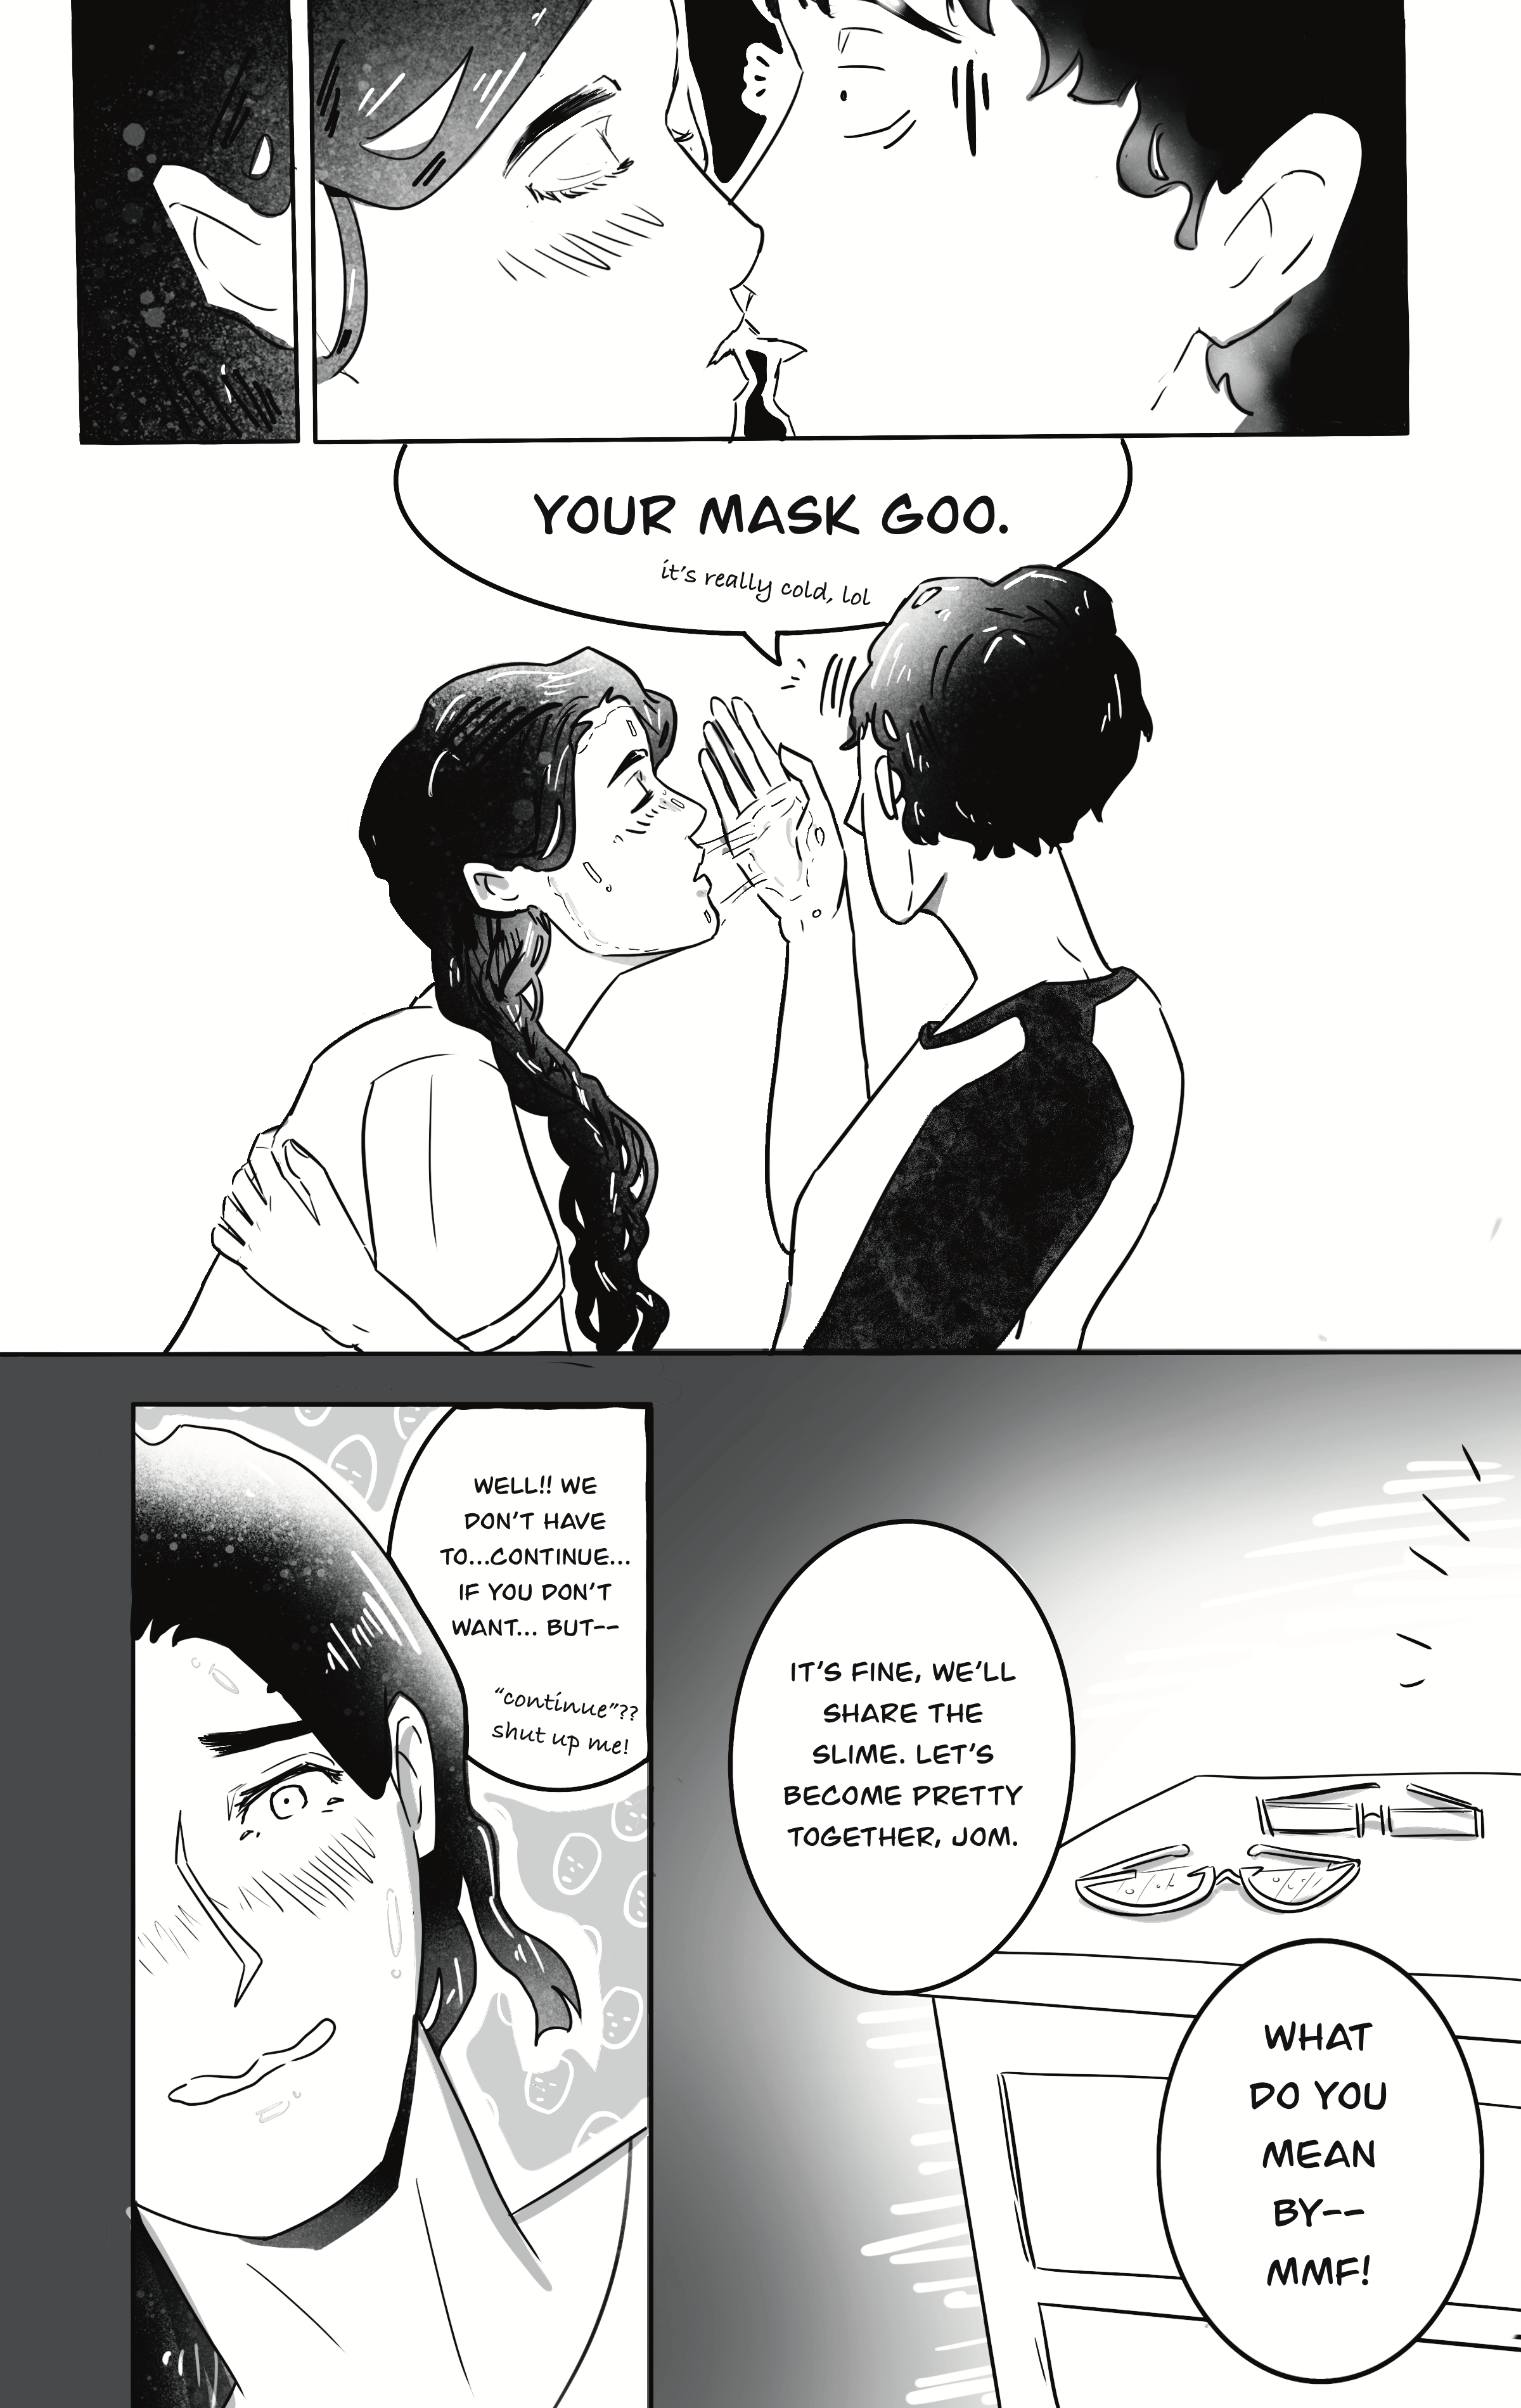 YOUR MASK GOO.
it's really cold, lol
WELL!! WE
DON'T HAVE
TO...CONTINUE...
IF YOU DON'T
WANT... BUT--
"continue"??
shut up me!
IT'S FINE, WE'LL
SHARE THE
SLIME. LET'S
BECOME PRETTY
TOGETHER, JOM.
WHAT
DO YOU
MEAN
BY--
MMF!